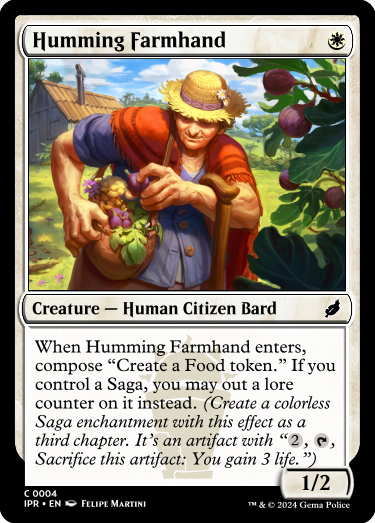 Humming Farmhand
Creature — Human Citizen Bard
When Humming Farmhand enters,
compose “Create a Food token.” If you
control a Saga, you may out a lore
counter on it instead. (Create a colorless
Saga enchantment with this effect as a
third chapter. It's an artifact with “2, T,
Sacrifice this artifact: You gain 3 life.”)
1/2
C 0004
IPR • EN Felipe Martini
™ & © 2024 Gema Police